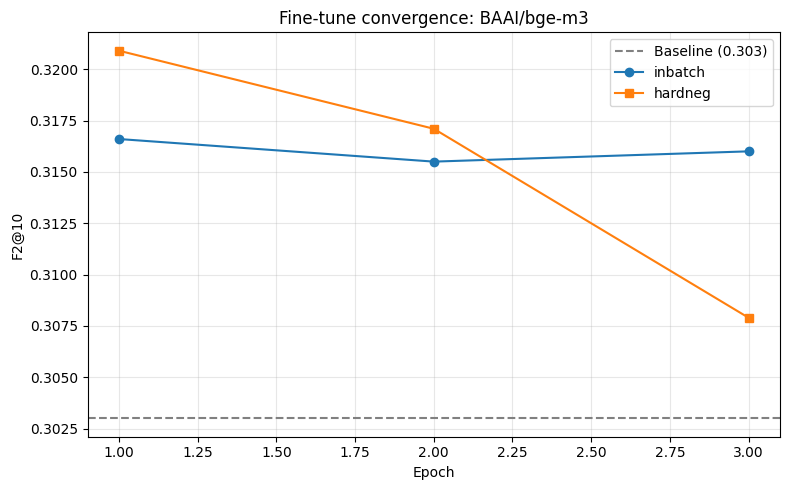 Fine-tune convergence: BAAI/bge-m3
Baseline (0.303)
inbatch
hardneg
F2@10
0.3200
0.3175
0.3150
0.3125
0.3100
0.3075
0.3050
0.3025
1.00 1.25 1.50 1.75 2.00 2.25 2.50 2.75 3.00
Epoch